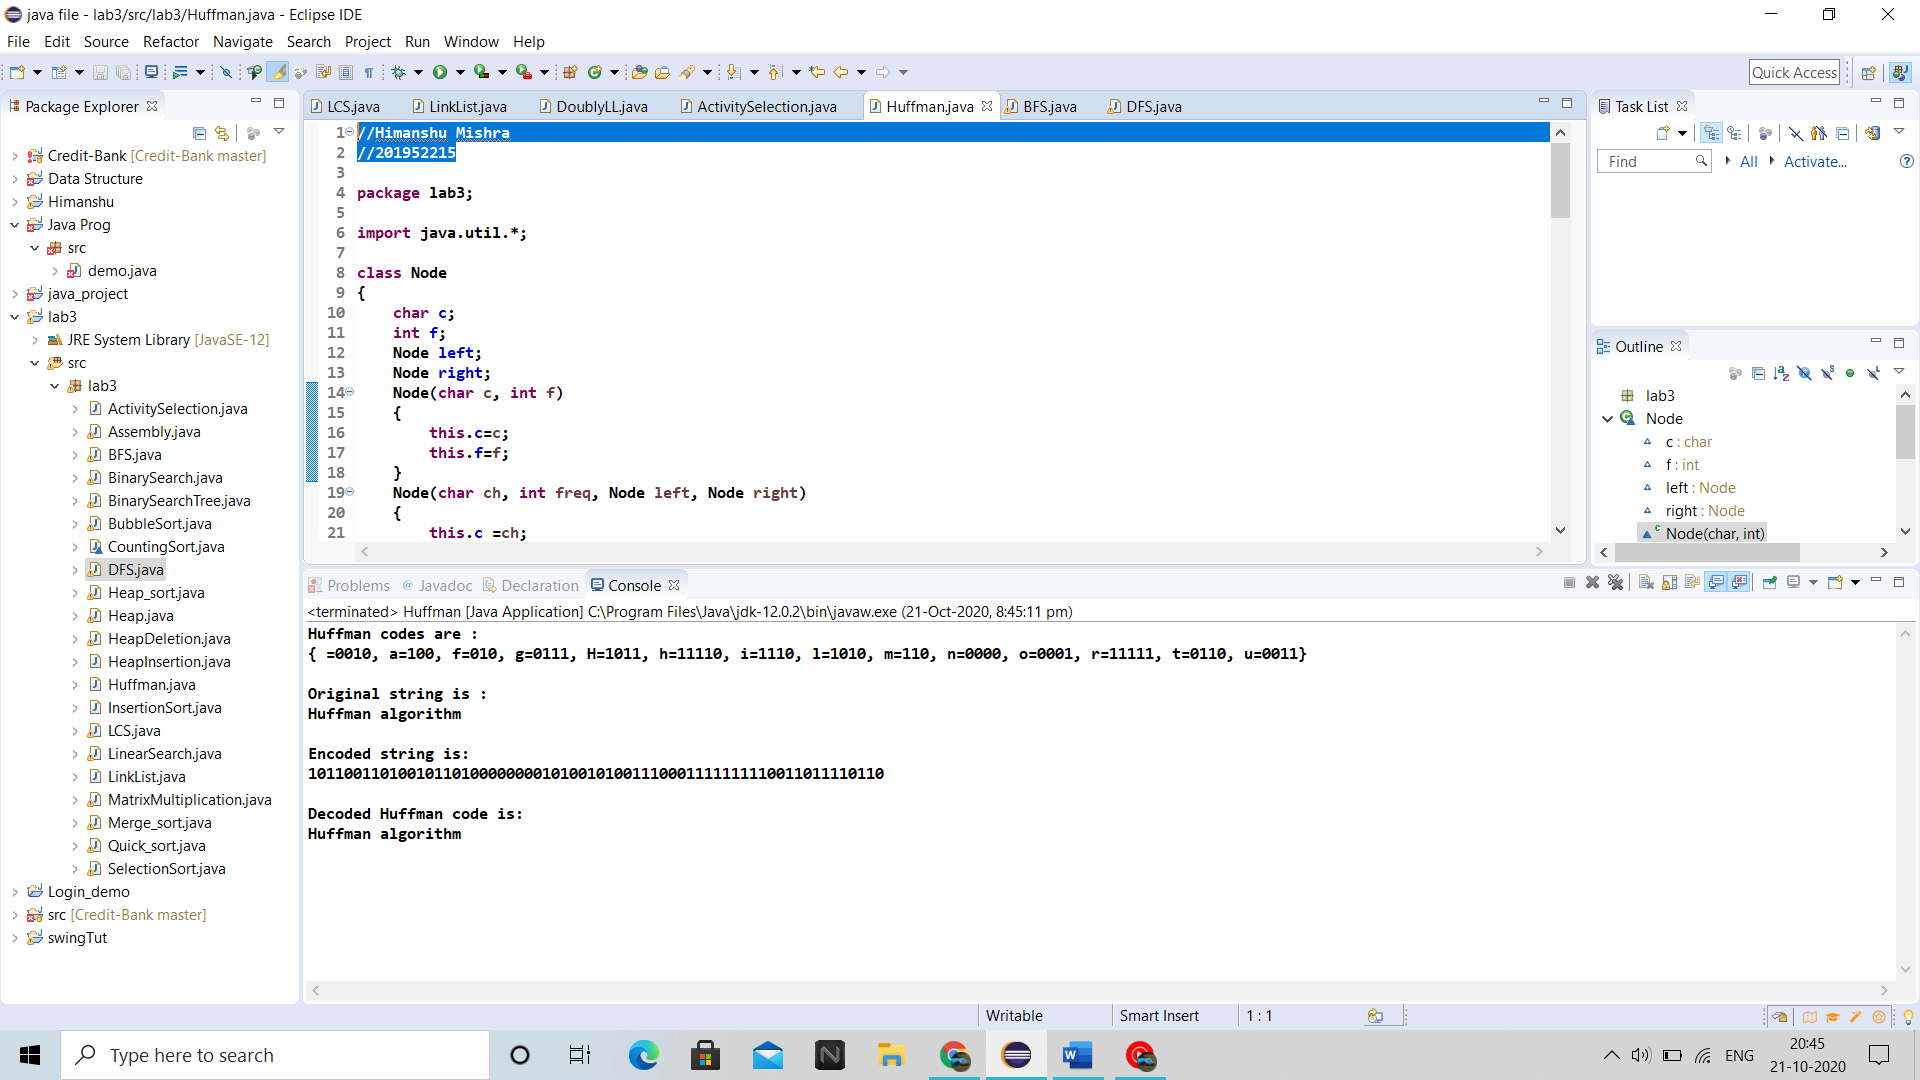 java file - lab3/src/lab3/Huffman.java - Eclipse IDE
File Edit Source Refactor Navigate Search Project Run Window Help
Quick Access
Package Explorer
Credit-Bank [Credit-Bank master]
Data Structure
Himanshu
Java Prog
src
demo.java
java_project
lab3
JRE System Library [JavaSE-12]
src
lab3
ActivitySelection.java
Assembly.java
BFS.java
BinarySearch.java
BinarySearchTree.java
BubbleSort.java
CountingSort.java
DFS.java
Heap_sort.java
Heap.java
HeapDeletion.java
HeapInsertion.java
Huffman.java
InsertionSort.java
LCS.java
LinearSearch.java
LinkList.java
MatrixMultiplication.java
Merge_sort.java
Quick_sort.java
SelectionSort.java
Login_demo
src [Credit-Bank master]
swingTut
LCS.java LinkList.java DoublyLL.java ActivitySelection.java Huffman.java BFS.java DFS.java
1 //Himanshu Mishra
2 //201952215
3
4 package lab3;
5
6 import java.util.*;
7
8 class Node
9 {
10 char c;
11 int f;
12 Node left;
13 Node right;
14 Node(char c, int f)
15 {
16 this.c=c;
17 this.f=f;
18 }
19 Node(char ch, int freq, Node left, Node right)
20 {
21 this.c =ch;
Task List
Find All Activate...
Outline
lab3
Node
c : char
f : int
left : Node
right : Node
Node(char, int)
Problems @ Javadoc Declaration Console
<terminated> Huffman [Java Application] C:\Program Files\Java\jdk-12.0.2\bin\javaw.exe (21-Oct-2020, 8:45:11 pm)
Huffman codes are :
{ =0010, a=100, f=010, g=0111, H=1011, h=11110, i=1110, l=1010, m=110, n=0000, o=0001, r=11111, t=0110, u=0011}
Original string is :
Huffman algorithm
Encoded string is:
1011001101001011010000000010100101001110001111111110011011110110
Decoded Huffman code is:
Huffman algorithm
Writable Smart Insert 1 : 1
Type here to search
ENG
20:45
21-10-2020